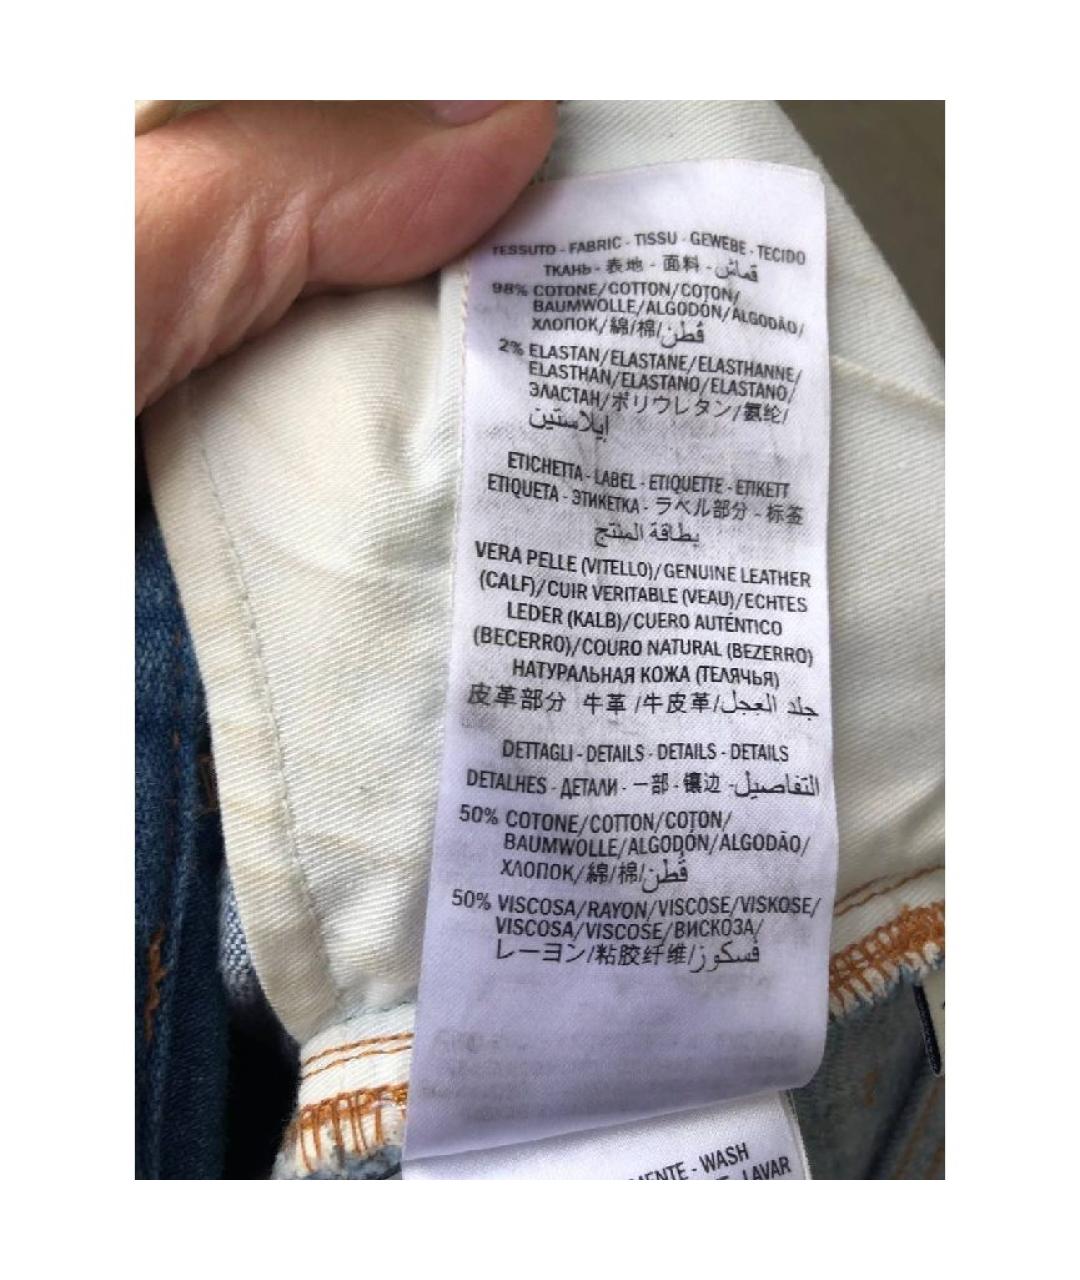 TESSUTO - FABRIC - TISSU - GEWEBE - TECIDO
ТКАНЬ - 表地 - 面料 - قماش
98% COTONE/COTTON/COTON/
BAUMWOLLE/ALGODÓN/ALGODÃO/
ХЛОПОК/綿/棉/قُطن
2% ELASTAN/ELASTANE/ELASTHANNE/
ELASTHAN/ELASTANO/ELASTANO/
ЭЛАСТАН/ポリウレタン/氨纶/
إيلاستين
ETICHETTA - LABEL - ETIQUETTE - ETIKETT
ETIQUETA - ЭТИКЕТКА - ラベル部分 - 标签
بطاقة المنتج
VERA PELLE (VITELLO)/GENUINE LEATHER
(CALF)/CUIR VERITABLE (VEAU)/ECHTES
LEDER (KALB)/CUERO AUTÉNTICO
(BECERRO)/COURO NATURAL (BEZERRO)
НАТУРАЛЬНАЯ КОЖА (ТЕЛЯЧЬЯ)
皮革部分 牛革 /牛皮革/جلد العجل
DETTAGLI - DETAILS - DETAILS - DETAILS
DETALHES - ДЕТАЛИ - 一部 - 镶边 - التفاصيل
50% COTONE/COTTON/COTON/
BAUMWOLLE/ALGODÓN/ALGODÃO/
ХЛОПОК/綿/棉/قُطن
50% VISCOSA/RAYON/VISCOSE/VISKOSE/
VISCOSA/VISCOSE/ВИСКОЗА/
レーヨン/粘胶纤维/فسكوز
- WASH
LAVAR